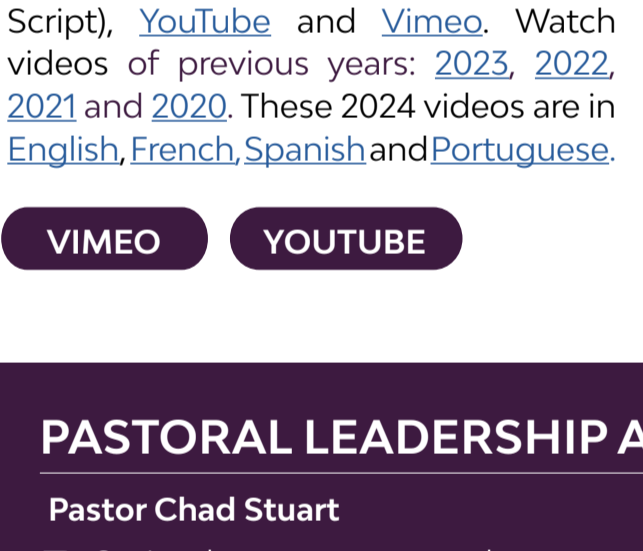 Script), YouTube and Vimeo. Watch
videos of previous years: 2023, 2022,
2021 and 2020. These 2024 videos are in
English, French, Spanish and Portuguese.
VIMEO YOUTUBE
PASTORAL LEADERSHIP
Pastor Chad Stuart